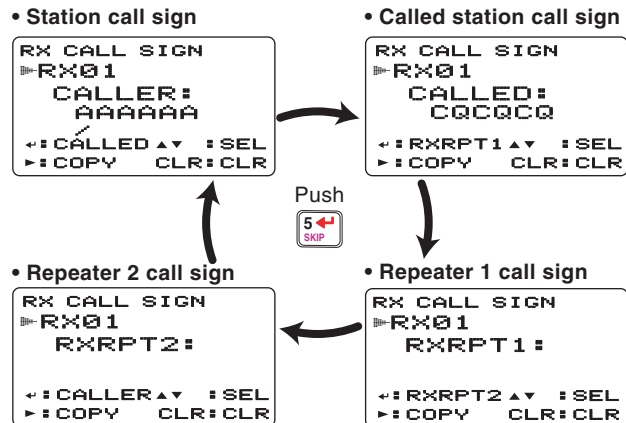 • Station call sign
RX CALL SIGN
RX01
CALLER:
AAAAAA
↵:CALLED▲▼ :SEL
►:COPY CLR:CLR
• Called station call sign
RX CALL SIGN
RX01
CALLED:
CQCQCQ
↵:RXRPT1▲▼ :SEL
►:COPY CLR:CLR
Push
5↵
SKIP
• Repeater 2 call sign
RX CALL SIGN
RX01
RXRPT2:
↵:CALLER▲▼ :SEL
►:COPY CLR:CLR
• Repeater 1 call sign
RX CALL SIGN
RX01
RXRPT1:
↵:RXRPT2▲▼ :SEL
►:COPY CLR:CLR